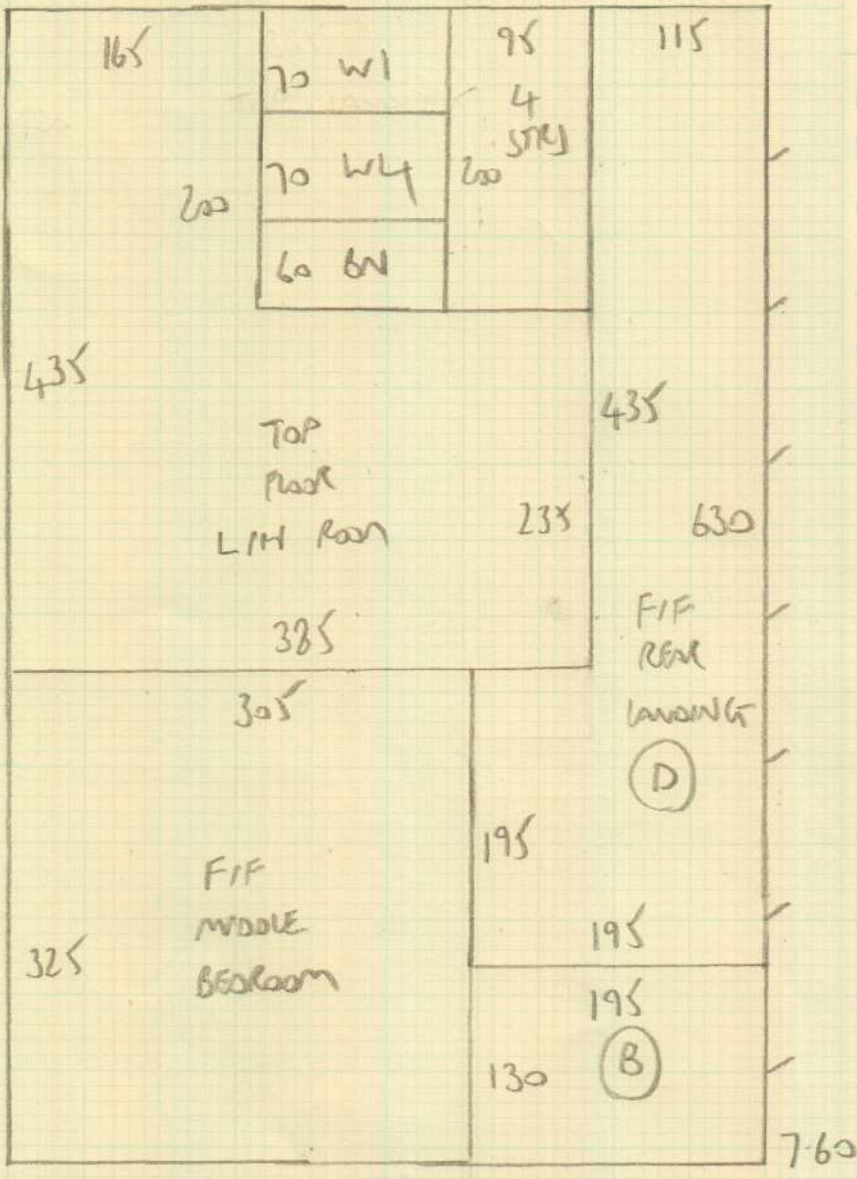 165
70 W1
95
115
4
STRS
200
70 W4
200
60 BN
435
435
TOP
FLOOR
L/H ROOM
235
630
385
F/F
REAR
LANDING
D
305
195
F/F
MIDDLE
BEDROOM
325
195
195
130
B
7.60